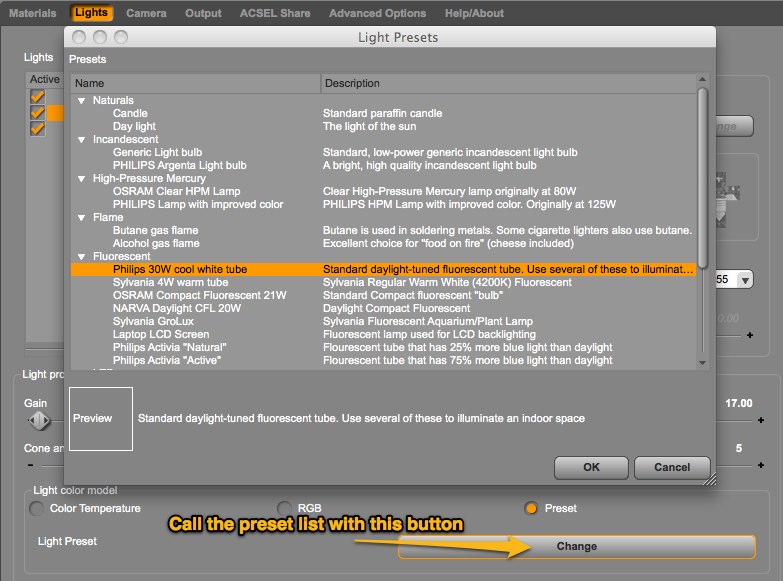 Materials Lights Camera Output ACSEL Share Advanced Options Help/About
Light Presets
Lights
Presets
Active
Name Description
Naturals
Candle Standard paraffin candle
Day light The light of the sun
Incandescent
Generic Light bulb Standard, low-power generic incandescent light bulb
PHILIPS Argenta Light bulb A bright, high quality incandescent light bulb
High-Pressure Mercury
OSRAM Clear HPM Lamp Clear High-Pressure Mercury lamp originally at 80W
PHILIPS Lamp with improved color PHILIPS HPM Lamp with improved color. Originally at 125W
Flame
Butane gas flame Butane is used in soldering metals. Some cigarette lighters also use butane.
Alcohol gas flame Excellent choice for "food on fire" (cheese included)
Fluorescent
Philips 30W cool white tube Standard daylight-tuned fluorescent tube. Use several of these to illuminat...
Sylvania 4W warm tube Sylvania Regular Warm White (4200K) Fluorescent
OSRAM Compact Fluorescent 21W Standard Compact fluorescent "bulb"
NARVA Daylight CFL 20W Daylight Compact Fluorescent
Sylvania GroLux Sylvania Fluorescent Aquarium/Plant Lamp
Laptop LCD Screen Fluorescent lamp used for LCD backlighting
Philips Activia "Natural" Flourescent tube that has 25% more blue light than daylight
Philips Activia "Active" Flourescent tube that has 75% more blue light than daylight
55
Light pro
Gain 17.00
Preview Standard daylight-tuned fluorescent tube. Use several of these to illuminate an indoor space
Cone an 5
OK Cancel
Light color model
Color Temperature RGB Preset
Call the preset list with this button
Light Preset Change